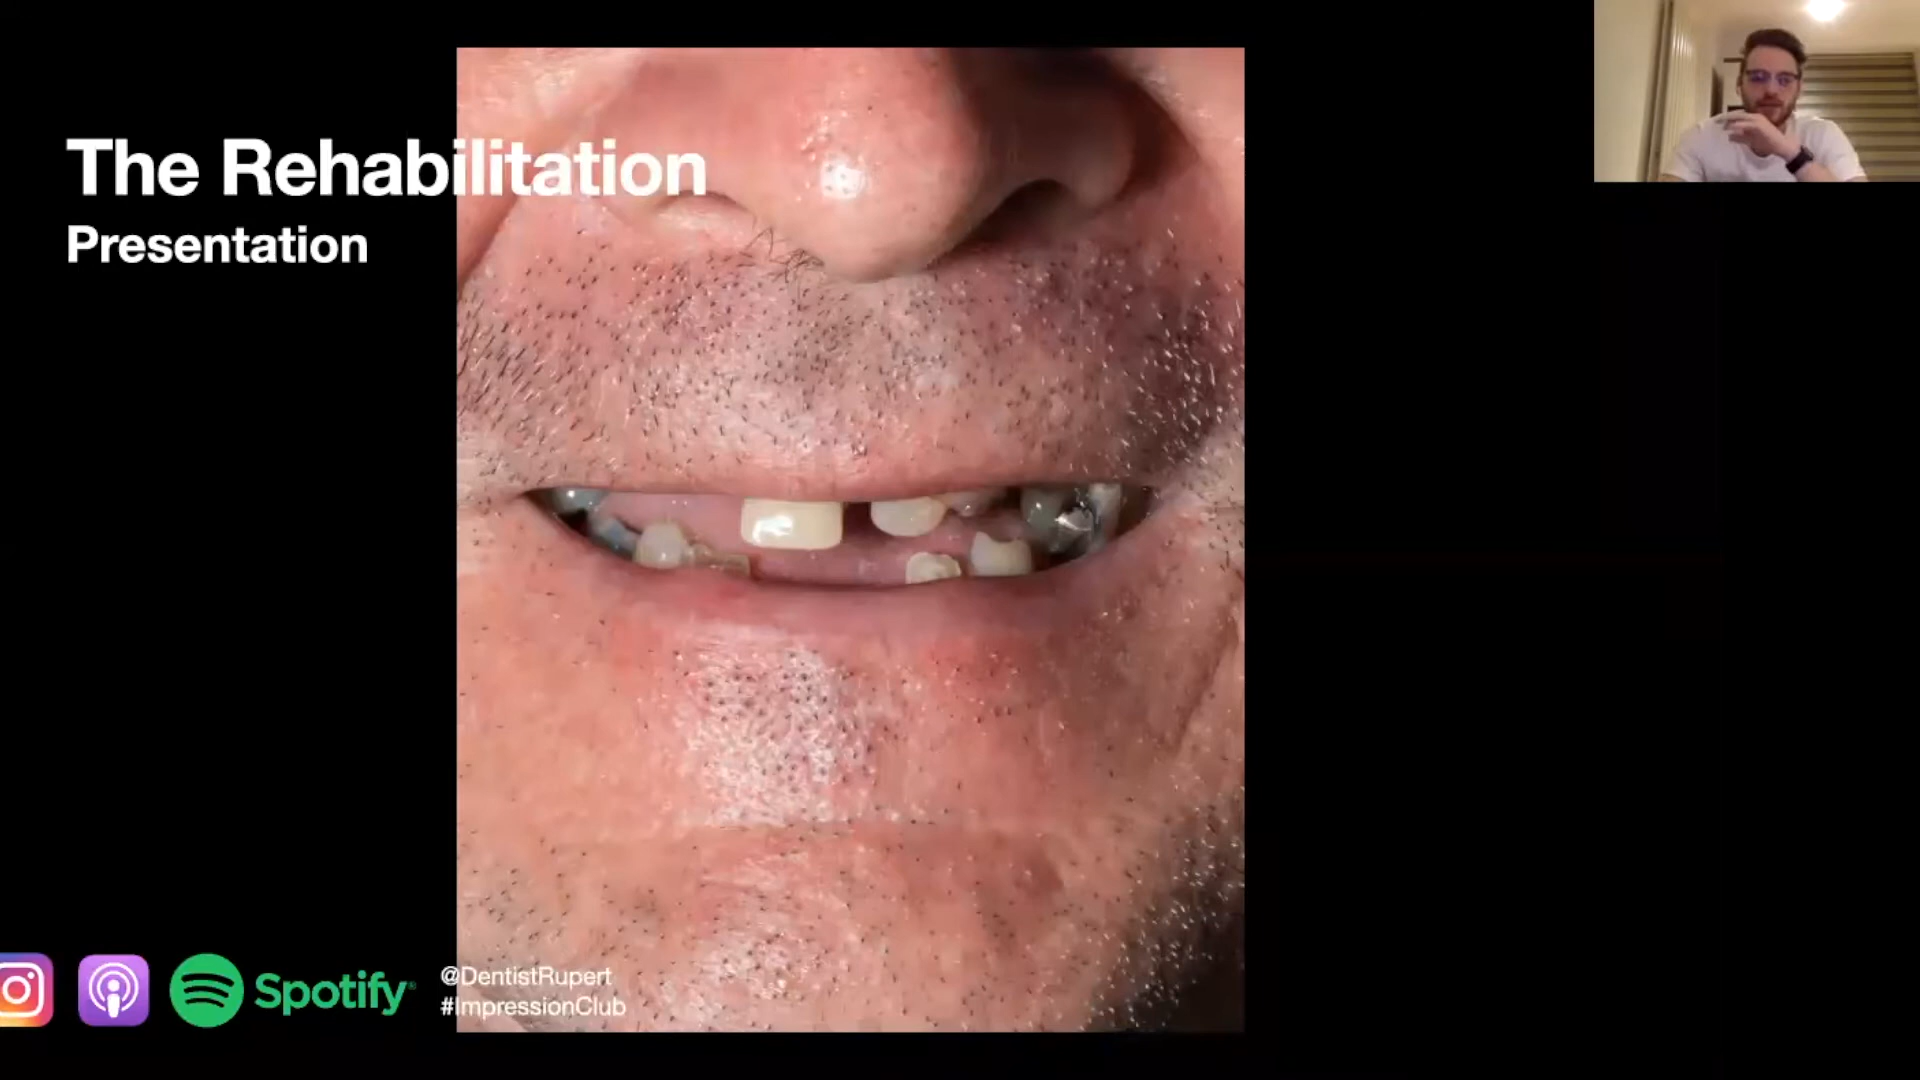 The Rehabilitation
Presentation
Spotify®
@DentistRupert
#ImpressionClub